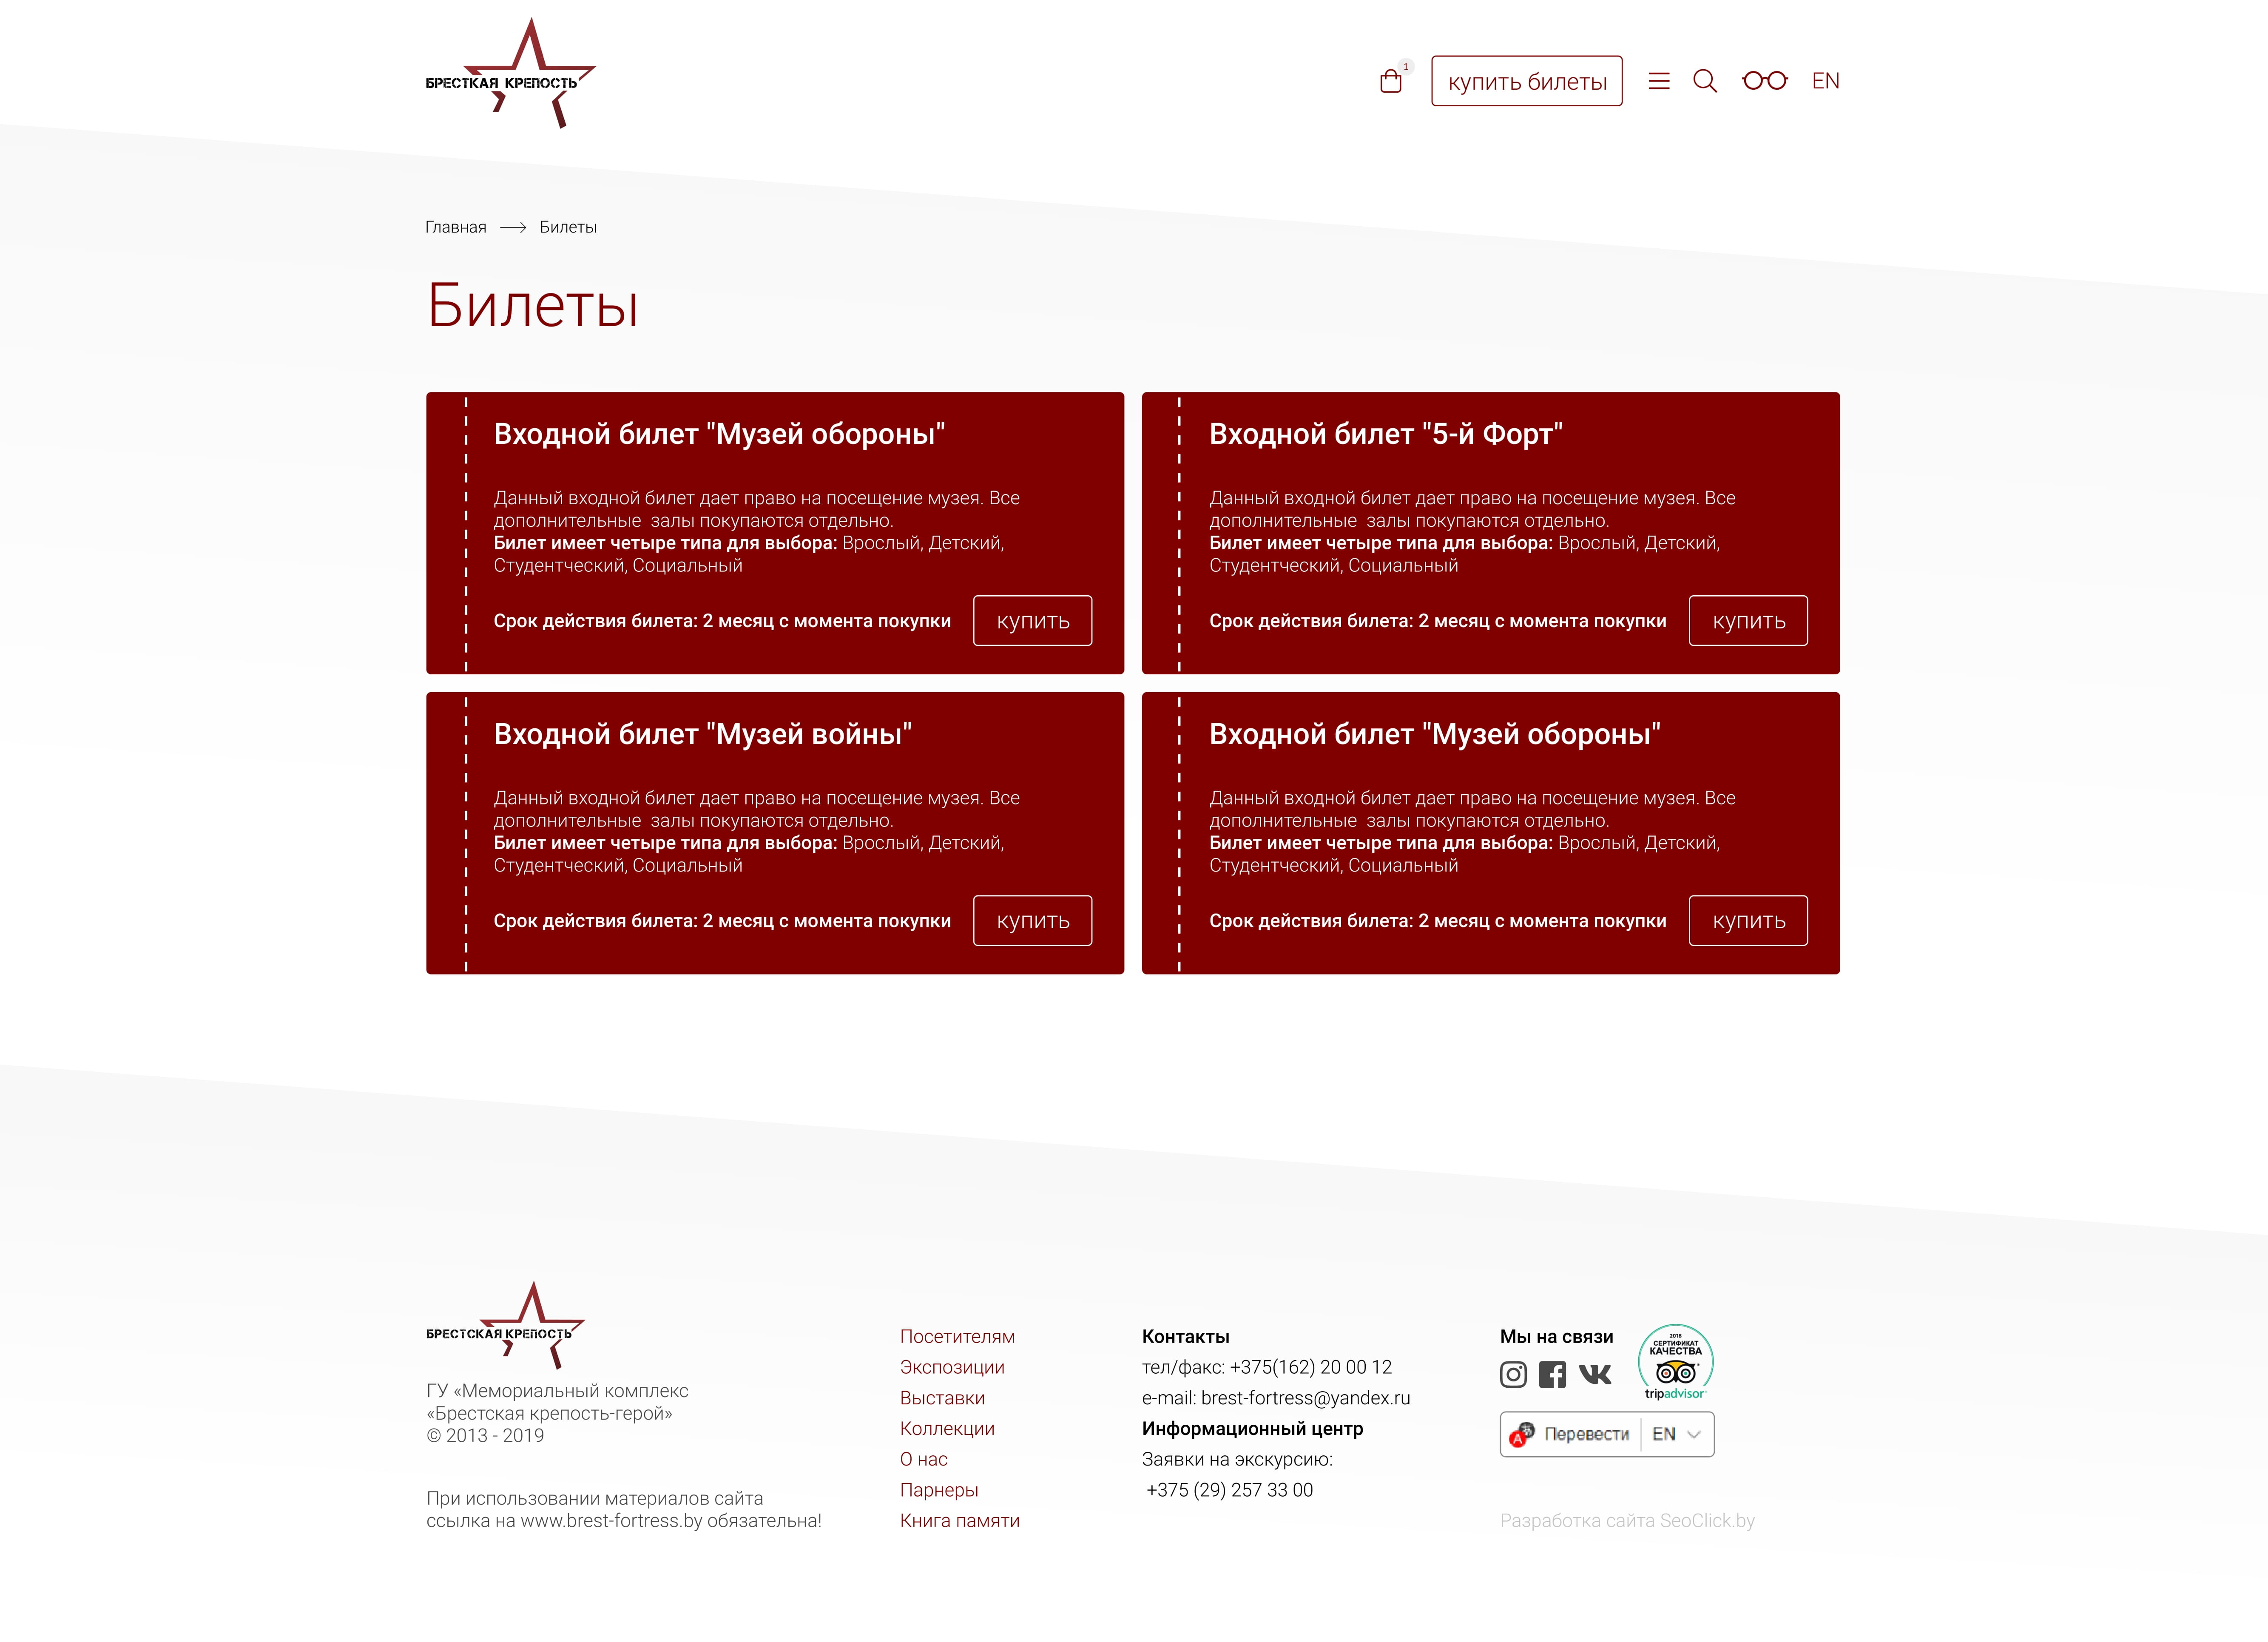 БРЕСТКАЯ КРЕПОСТЬ
1
купить билеты
EN
Главная
Билеты
Билеты
Входной билет "Музей обороны"
Данный входной билет дает право на посещение музея. Все
дополнительные  залы покупаются отдельно.
Билет имеет четыре типа для выбора: Врослый, Детский,
Студентческий, Социальный
Срок действия билета: 2 месяц с момента покупки
купить
Входной билет "5-й Форт"
Данный входной билет дает право на посещение музея. Все
дополнительные  залы покупаются отдельно.
Билет имеет четыре типа для выбора: Врослый, Детский,
Студентческий, Социальный
Срок действия билета: 2 месяц с момента покупки
купить
Входной билет "Музей войны"
Данный входной билет дает право на посещение музея. Все
дополнительные  залы покупаются отдельно.
Билет имеет четыре типа для выбора: Врослый, Детский,
Студентческий, Социальный
Срок действия билета: 2 месяц с момента покупки
купить
Входной билет "Музей обороны"
Данный входной билет дает право на посещение музея. Все
дополнительные  залы покупаются отдельно.
Билет имеет четыре типа для выбора: Врослый, Детский,
Студентческий, Социальный
Срок действия билета: 2 месяц с момента покупки
купить
БРЕСТСКАЯ КРЕПОСТЬ
ГУ «Мемориальный комплекс
«Брестская крепость-герой»
© 2013 - 2019
При использовании материалов сайта
ссылка на www.brest-fortress.by обязательна!
Посетителям
Экспозиции
Выставки
Коллекции
О нас
Парнеры
Книга памяти
Контакты
тел/факс: +375(162) 20 00 12
e-mail: brest-fortress@yandex.ru
Информационный центр
Заявки на экскурсию:
+375 (29) 257 33 00
Мы на связи
2018
СЕРТИФИКАТ
КАЧЕСТВА
tripadvisor
Перевести
EN
Разработка сайта SeoClick.by